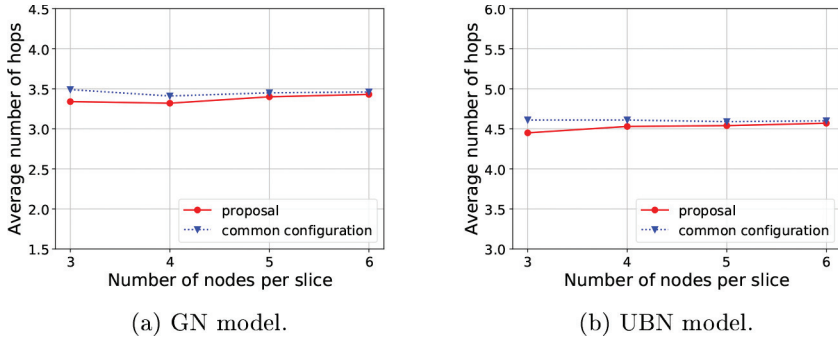 Average number of hops
4.5
4.0
3.5
3.0
2.5
2.0
1.5
proposal
common configuration
3 4 5 6
Number of nodes per slice
(a) GN model.
Average number of hops
6.0
5.5
5.0
4.5
4.0
3.5
3.0
proposal
common configuration
3 4 5 6
Number of nodes per slice
(b) UBN model.